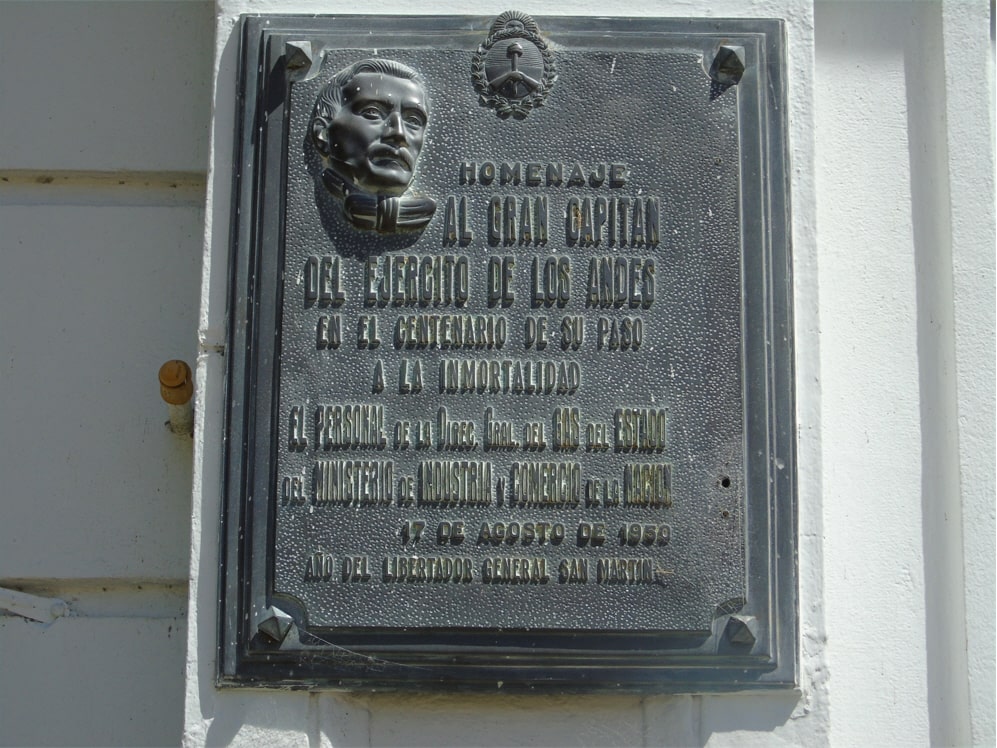 HOMENAJE
AL GRAN CAPITAN
DEL EJERCITO DE LOS ANDES
EN EL CENTENARIO DE SU PASO
A LA INMORTALIDAD
EL PERSONAL DE LA DIREC. GRAL. DEL GAS DEL ESTADO
DEL MINISTERIO DE INDUSTRIA Y COMERCIO DE LA NACION
17 DE AGOSTO DE 1950
AÑO DEL LIBERTADOR GENERAL SAN MARTIN